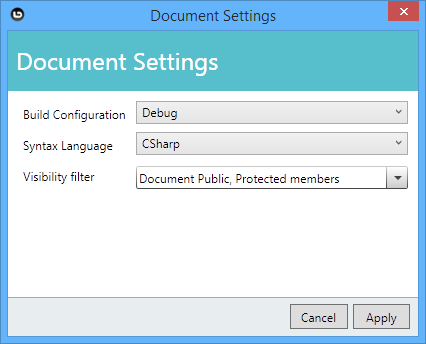 Document Settings
Document Settings
Build Configuration Debug
Syntax Language CSharp
Visibility filter Document Public, Protected members
Cancel Apply